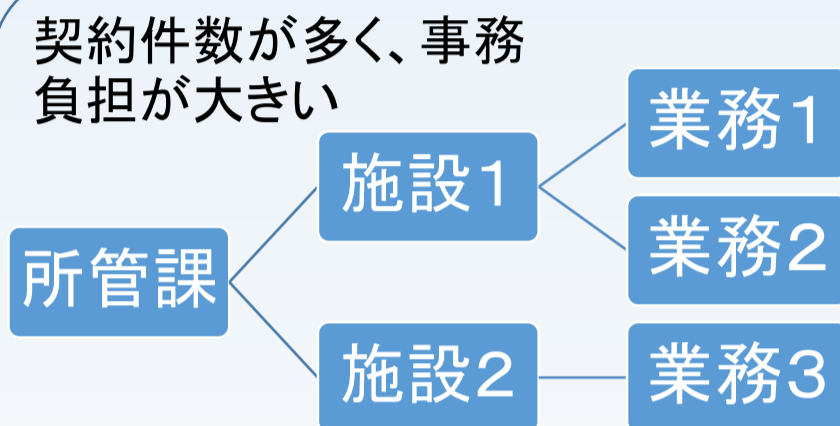 契約件数が多く、事務
負担が大きい
所管課
施設1
施設2
業務1
業務2
業務3